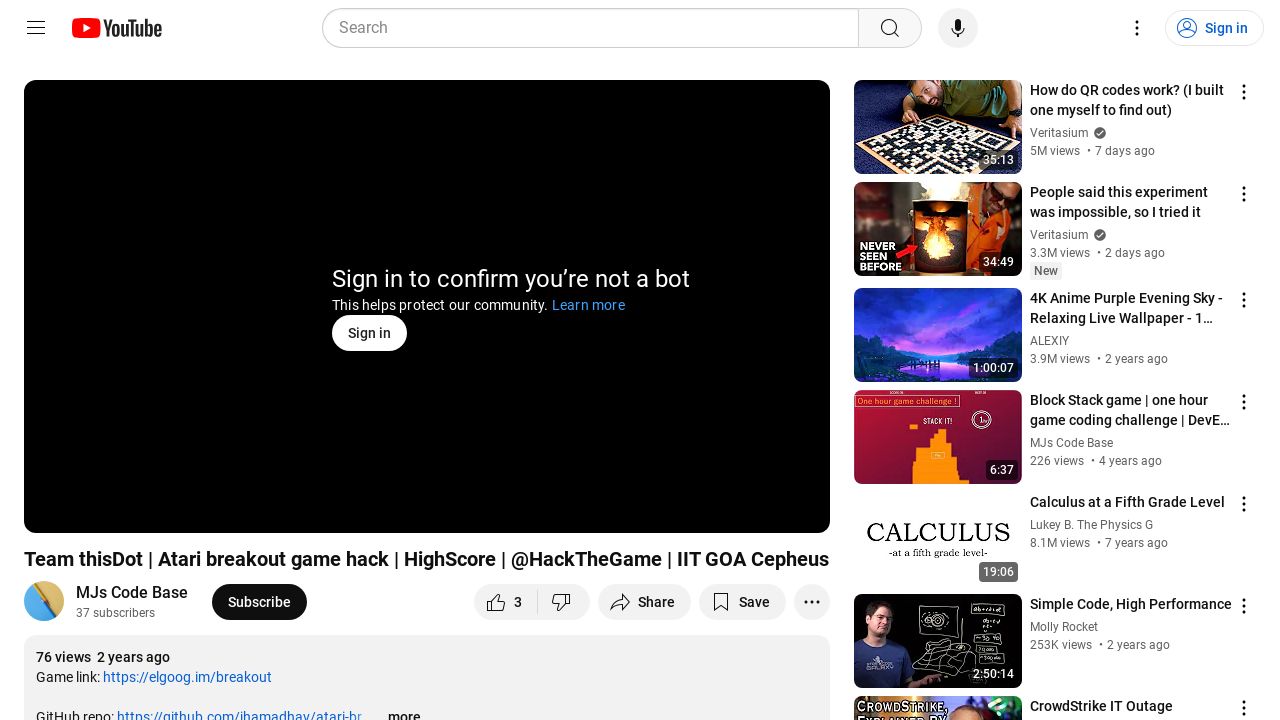 YouTube
Search
Sign in
Sign in to confirm you’re not a bot
This helps protect our community. Learn more
Sign in
Team thisDot | Atari breakout game hack | HighScore | @HackTheGame | IIT GOA Cepheus
MJs Code Base
37 subscribers
Subscribe
3
Share
Save
76 views 2 years ago
Game link: https://elgoog.im/breakout
GitHub repo: https://github.com/jhamadhav/atari-br...
...more
35:13
How do QR codes work? (I built
one myself to find out)
Veritasium
5M views • 7 days ago
NEVER
SEEN
BEFORE
34:49
People said this experiment
was impossible, so I tried it
Veritasium
3.3M views • 2 days ago
New
1:00:07
4K Anime Purple Evening Sky -
Relaxing Live Wallpaper - 1...
ALEXIY
3.9M views • 2 years ago
One hour game challenge !
STACK IT!
6:37
Block Stack game | one hour
game coding challenge | DevE...
MJs Code Base
226 views • 4 years ago
CALCULUS
-at a fifth grade level-
19:06
Calculus at a Fifth Grade Level
Lukey B. The Physics G
8.1M views • 7 years ago
2:50:14
Simple Code, High Performance
Molly Rocket
253K views • 2 years ago
CROWDSTRIKE,
EXPLAINED BY
CrowdStrike IT Outage